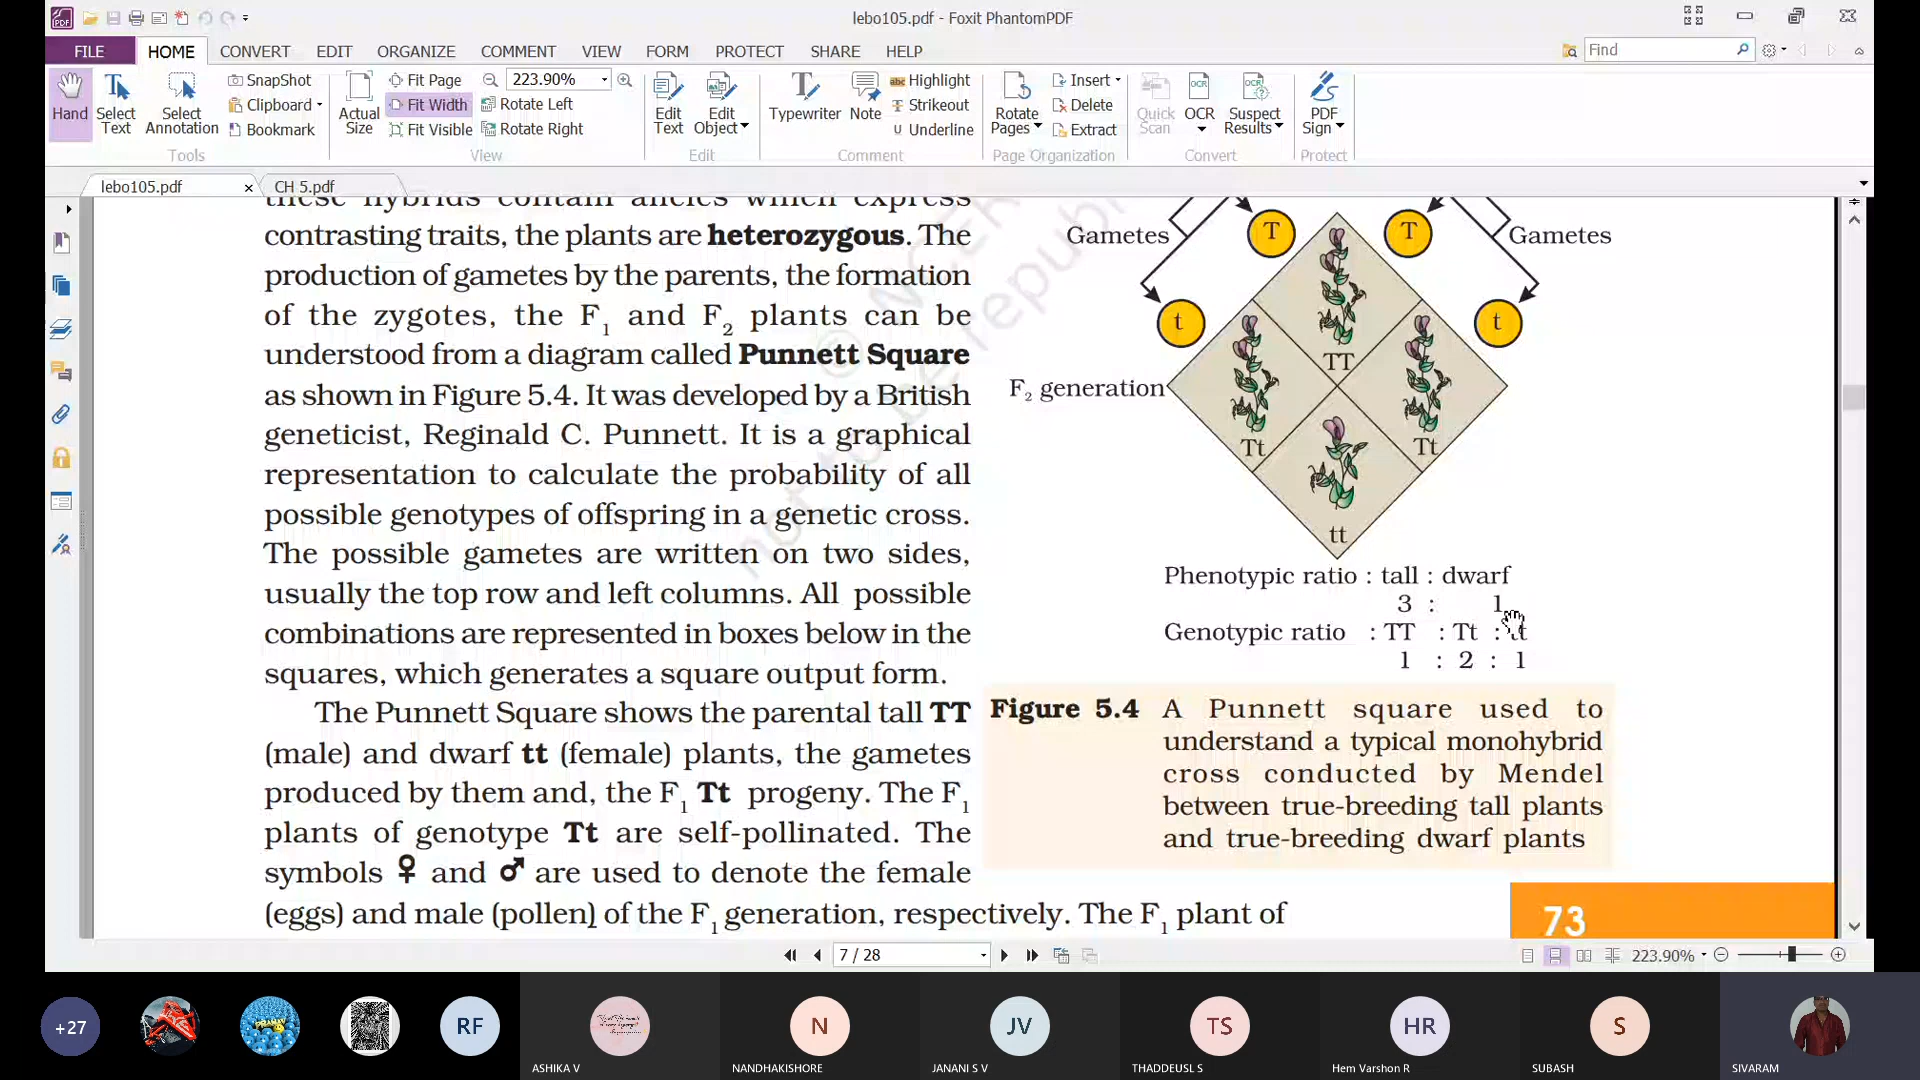 lebo105.pdf - Foxit PhantomPDF
FILE HOME CONVERT EDIT ORGANIZE COMMENT VIEW FORM PROTECT SHARE HELP
Find
Hand
Select Text
Select Annotation
SnapShot
Clipboard
Bookmark
Tools
Actual Size
Fit Page
Fit Width
Fit Visible
223.90%
Rotate Left
Rotate Right
View
Edit Text
Edit Object
Edit
Typewriter
Note
Highlight
Strikeout
Underline
Comment
Rotate Pages
Insert
Delete
Extract
Page Organization
Quick Scan
OCR
Suspect Results
Convert
PDF Sign
Protect
lebo105.pdf
CH 5.pdf
these hybrids contain alleles which express
contrasting traits, the plants are heterozygous. The
production of gametes by the parents, the formation
of the zygotes, the F1 and F2 plants can be
understood from a diagram called Punnett Square
as shown in Figure 5.4. It was developed by a British
geneticist, Reginald C. Punnett. It is a graphical
representation to calculate the probability of all
possible genotypes of offspring in a genetic cross.
The possible gametes are written on two sides,
usually the top row and left columns. All possible
combinations are represented in boxes below in the
squares, which generates a square output form.
The Punnett Square shows the parental tall TT
(male) and dwarf tt (female) plants, the gametes
produced by them and, the F1 Tt progeny. The F1
plants of genotype Tt are self-pollinated. The
symbols ♀ and ♂ are used to denote the female
(eggs) and male (pollen) of the F1 generation, respectively. The F1 plant of
Gametes T T Gametes
t t
TT
F2 generation
Tt Tt
tt
Phenotypic ratio : tall : dwarf
3 : 1
Genotypic ratio : TT : Tt : tt
1 : 2 : 1
Figure 5.4 A Punnett square used to
understand a typical monohybrid
cross conducted by Mendel
between true-breeding tall plants
and true-breeding dwarf plants
73
© NCER
not to be republ
7 / 28
223.90%
+27
RF
N
JV
TS
HR
S
ASHIKA V
NANDHAKISHORE
JANANI S V
THADDEUSL S
Hem Varshon R
SUBASH
SIVARAM